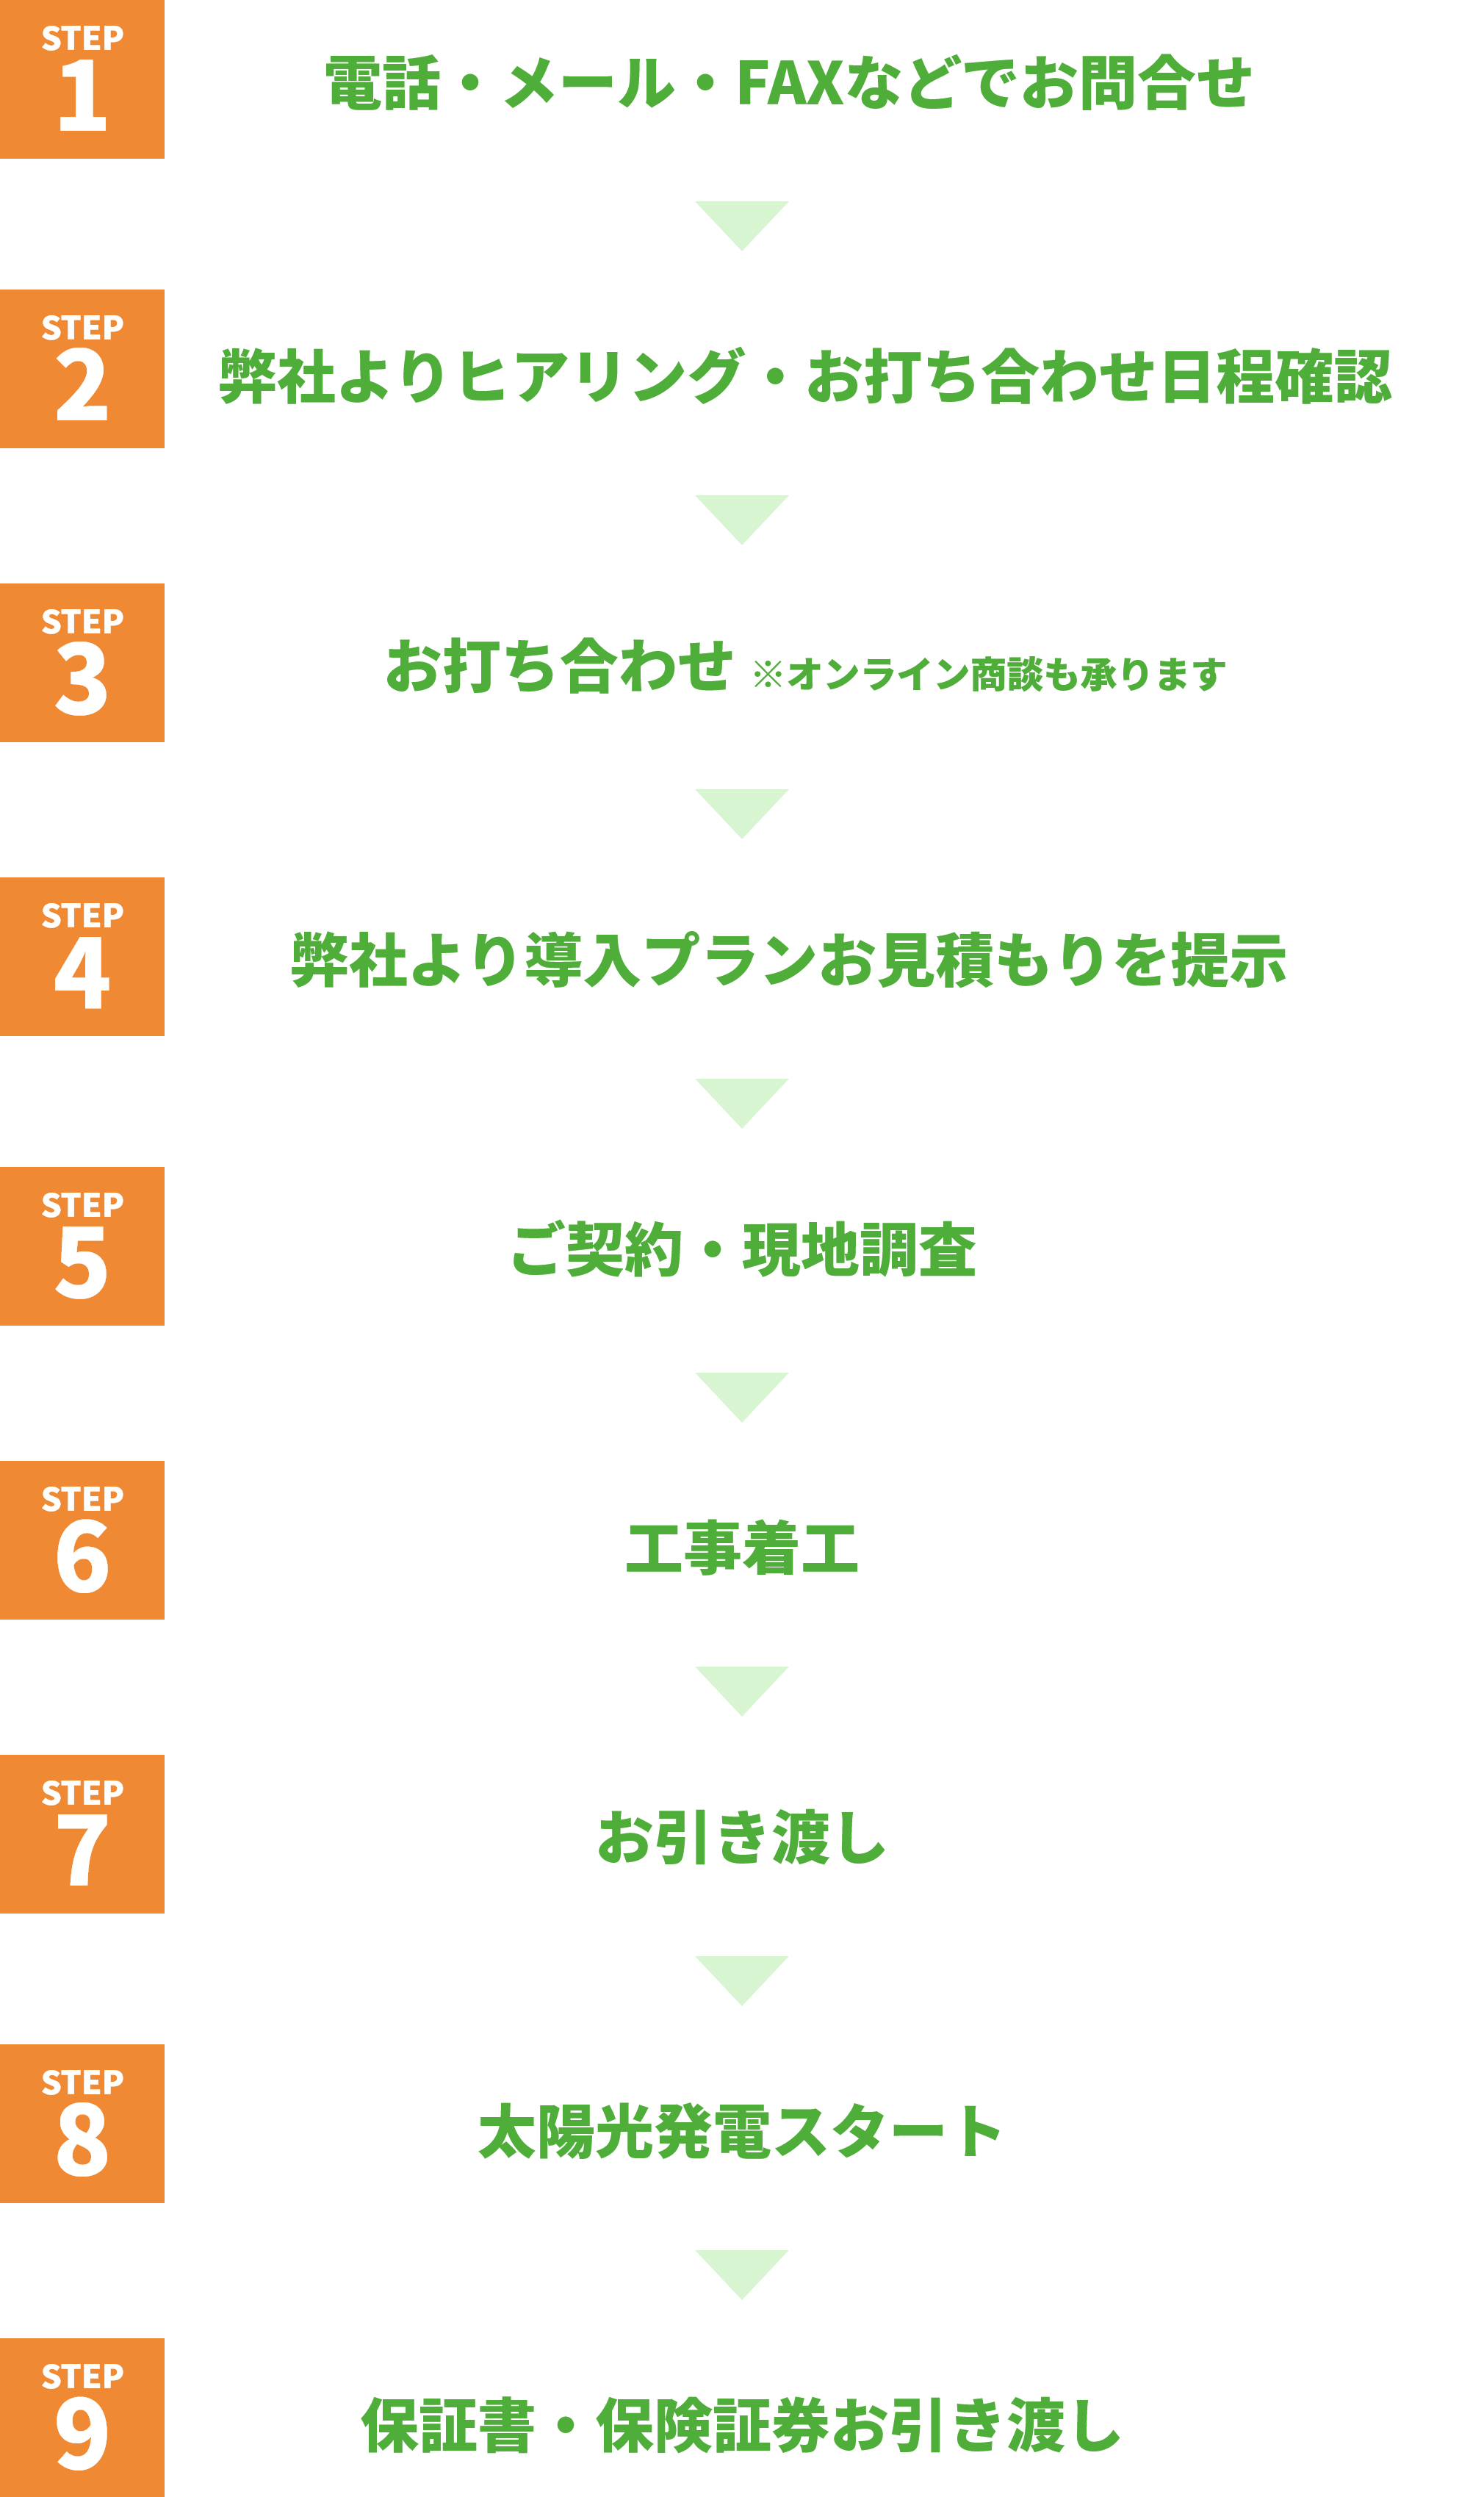 STEP
1
電話・メール・FAXなどでお問合せ
STEP
2
弊社よりヒアリング・お打ち合わせ日程確認
STEP
3
お打ち合わせ ※オンライン商談も承ります
STEP
4
弊社より導入プランお見積もりを提示
STEP
5
ご契約・現地調査
STEP
6
工事着工
STEP
7
お引き渡し
STEP
8
太陽光発電スタート
STEP
9
保証書・保険証券お引き渡し